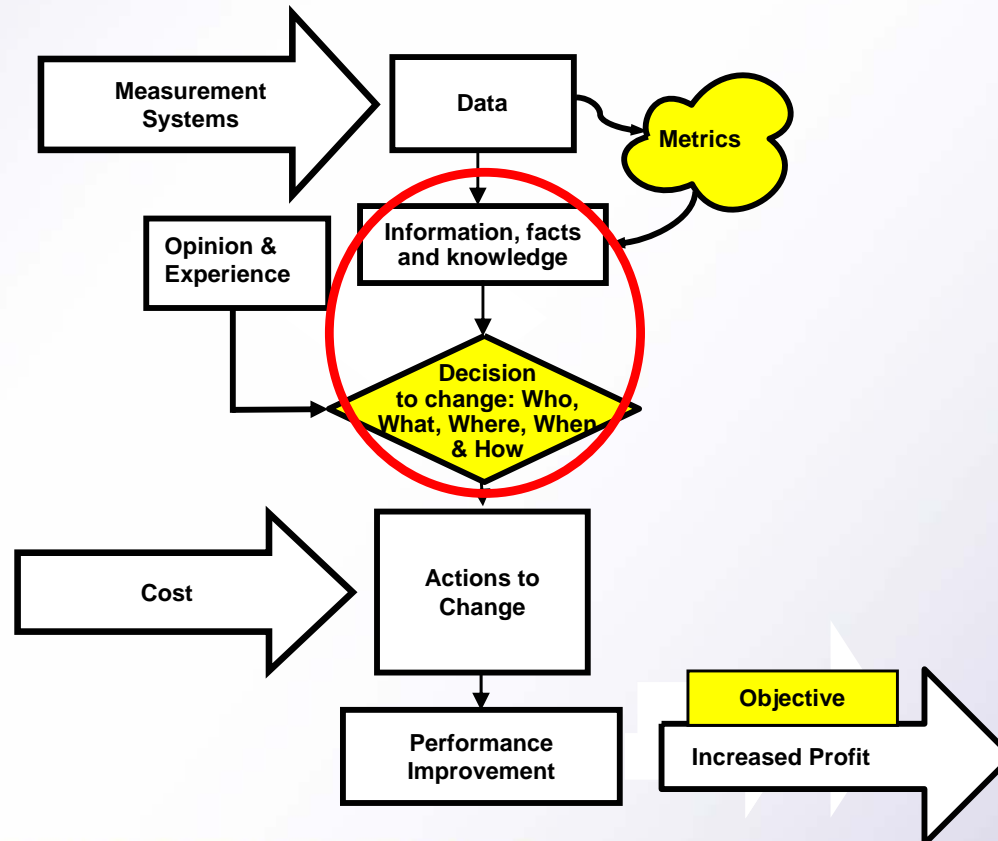 Measurement
Systems
Data
Metrics
Opinion &
Experience
Information, facts
and knowledge
Decision
to change: Who,
What, Where, When
& How
Cost
Actions to
Change
Objective
Performance
Improvement
Increased Profit